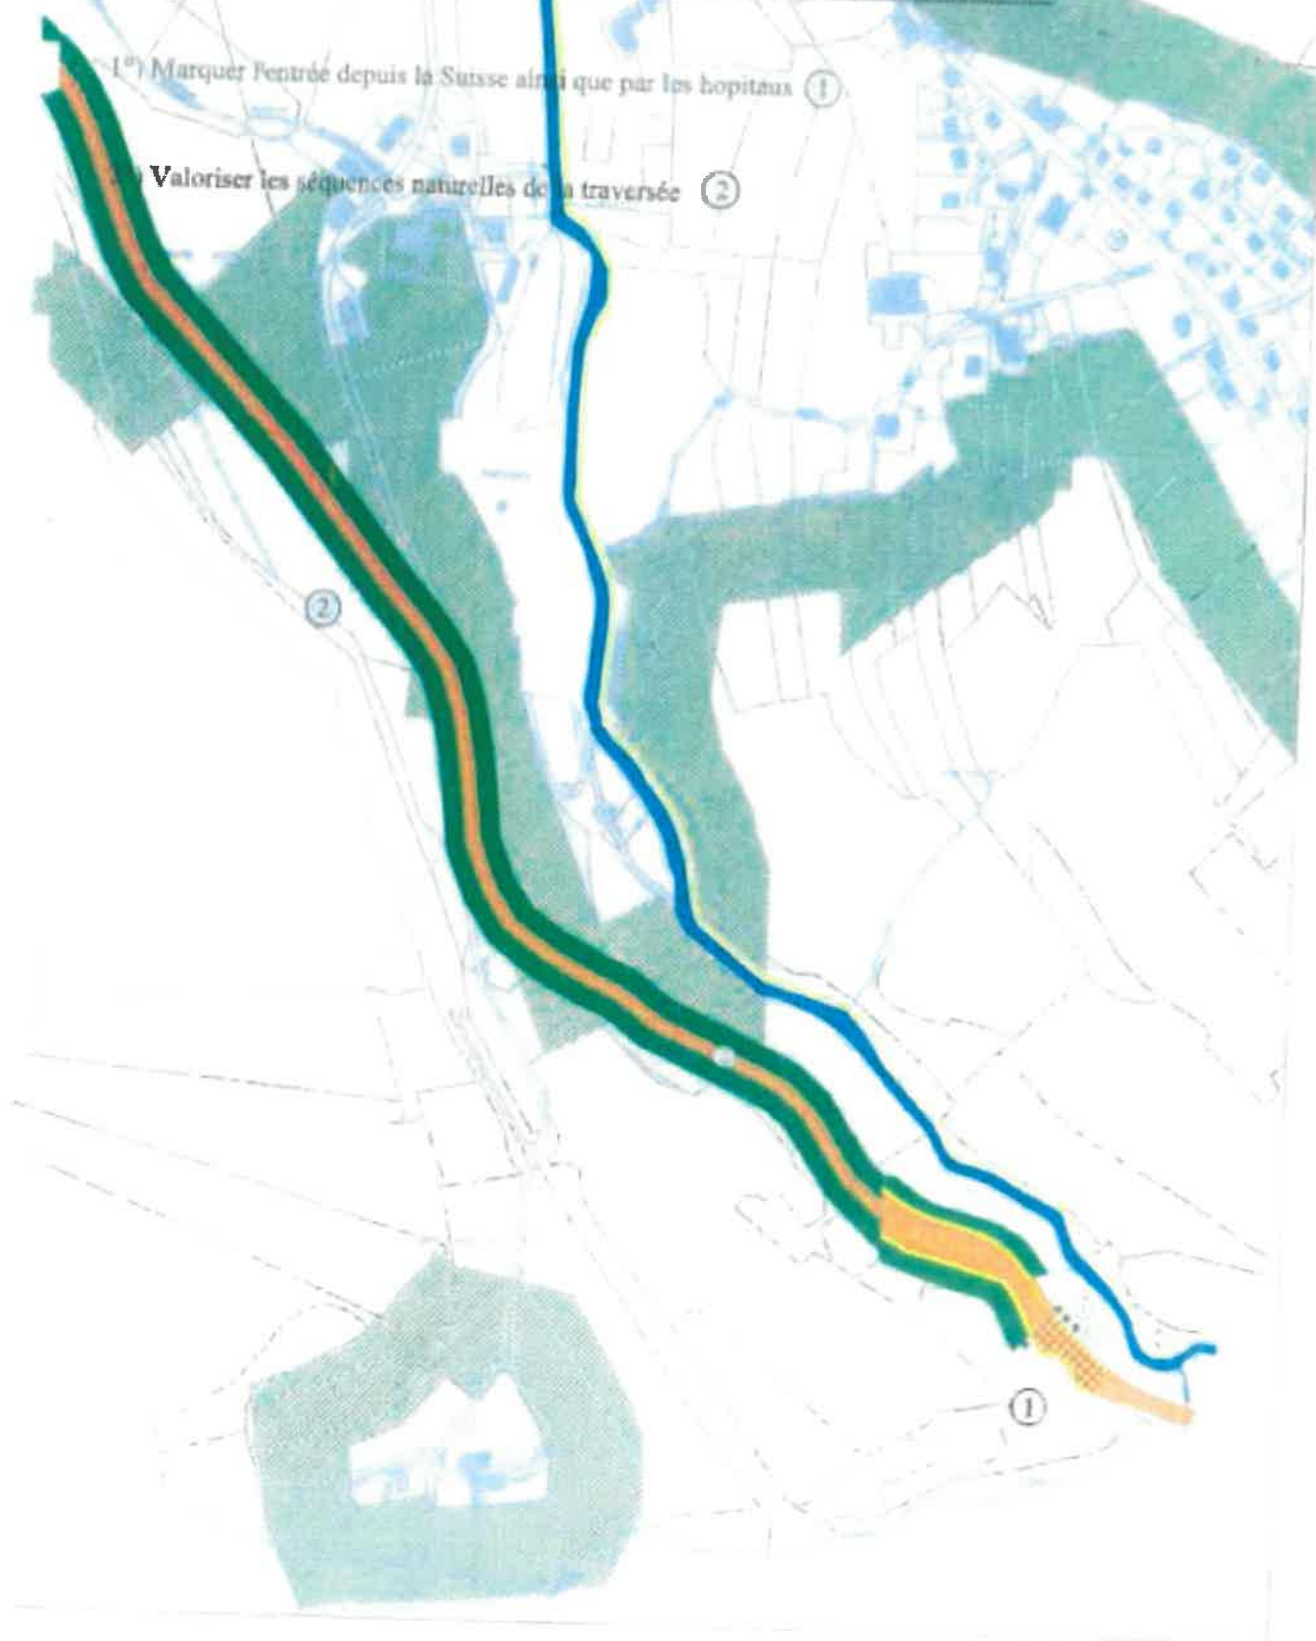 1°) Marquer l'entrée depuis la Suisse ainsi que par les hopitaux ①
Valoriser les séquences naturelles de la traversée ②
②
①